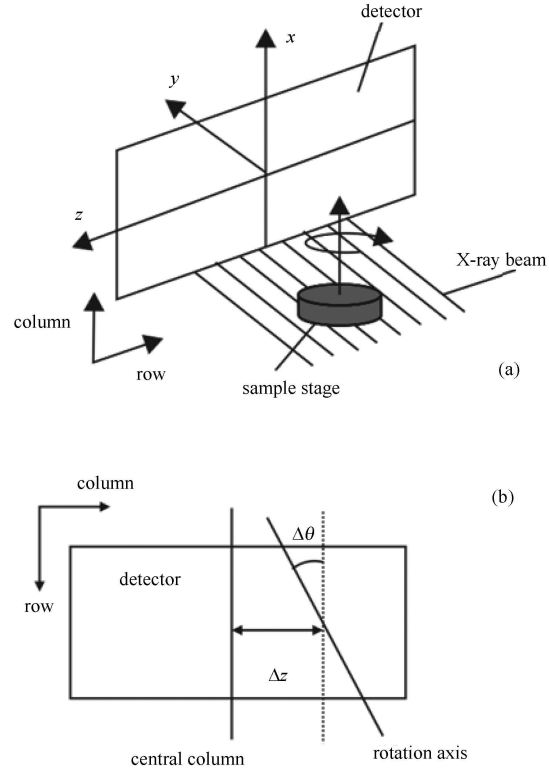 detector
x
y
z
X-ray beam
column
row
sample stage
(a)
column
(b)
Δθ
detector
row
Δz
central column
rotation axis